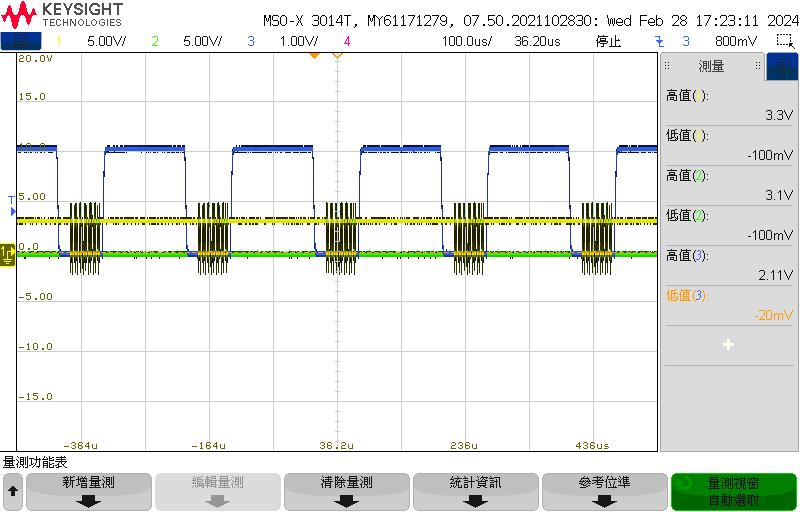 KEYSIGHT
TECHNOLOGIES
MSO-X 3014T, MY61171279, 07.50.2021102830: Wed Feb 28 17:23:11 2024
1 5.00V/ 2 5.00V/ 3 1.00V/ 4 100.0us/ 36.20us 停止 3 800mV
20.0V
15.0
10.0
5.00
0.0
-5.00
-10.0
-15.0
-364u -164u 36.2u 236u 436us
T
1
測量
高值(1):
3.3V
低值(1):
-100mV
高值(2):
3.1V
低值(2):
-100mV
高值(3):
2.11V
低值(3):
-20mV
量測功能表
新增量測
編輯量測
清除量測
統計資訊
參考位準
量測視窗
自動選取